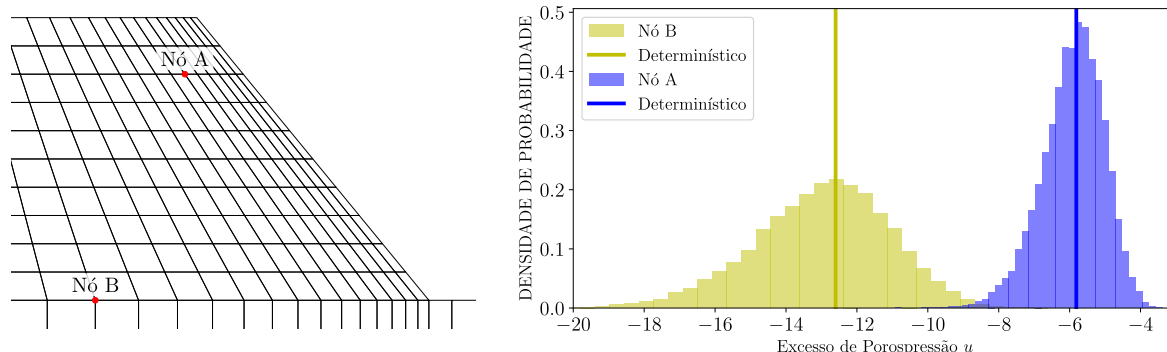 Nó A
Nó B
DENSIDADE DE PROBABILIDADE
0.5
0.4
0.3
0.2
0.1
0.0
Nó B
Determinístico
Nó A
Determinístico
−20 −18 −16 −14 −12 −10 −8 −6 −4
Excesso de Porospressão u